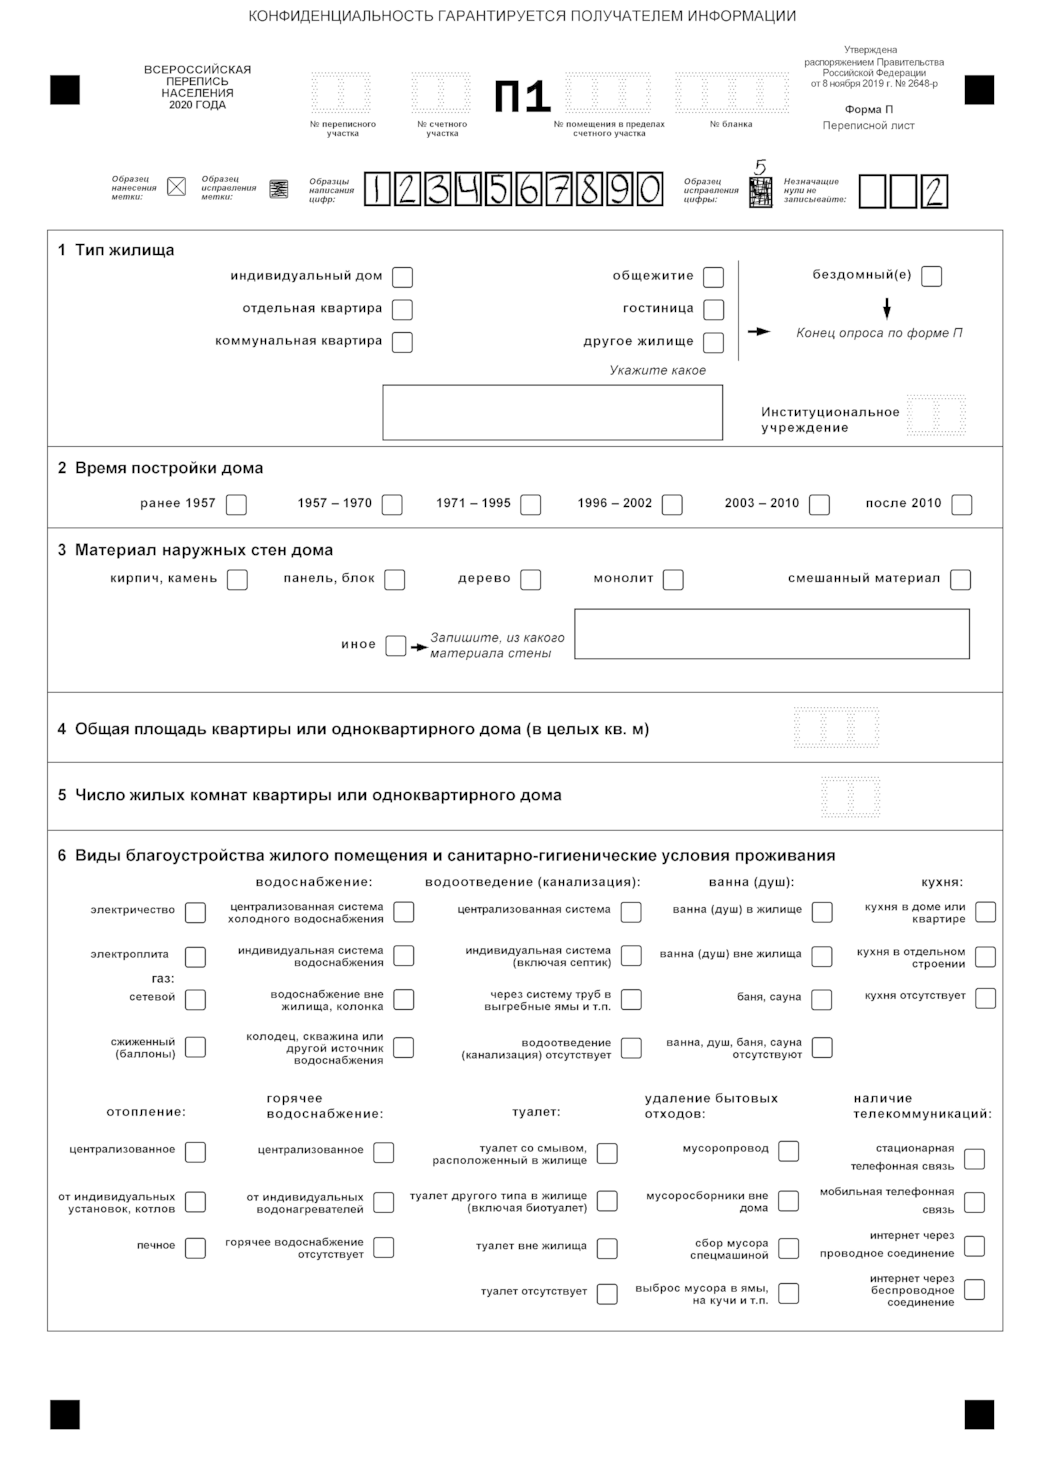 КОНФИДЕНЦИАЛЬНОСТЬ ГАРАНТИРУЕТСЯ ПОЛУЧАТЕЛЕМ ИНФОРМАЦИИ
ВСЕРОССИЙСКАЯ
ПЕРЕПИСЬ
НАСЕЛЕНИЯ
2020 ГОДА
№ переписного
участка
№ счетного
участка
П1
№ помещения в пределах
счетного участка
№ бланка
Утверждена
распоряжением Правительства
Российской Федерации
от 8 ноября 2019 г. № 2648-р
Форма П
Переписной лист
Образец
нанесения
метки:
Образец
исправления
метки:
Образцы
написания
цифр:
1 2 3 4 5 6 7 8 9 0
Образец
исправления
цифры:
5
Незначащие
нули не
записывайте:
2
1 Тип жилища
индивидуальный дом
общежитие
бездомный(е)
отдельная квартира
гостиница
коммунальная квартира
другое жилище
Конец опроса по форме П
Укажите какое
Институциональное
учреждение
2 Время постройки дома
ранее 1957
1957 – 1970
1971 – 1995
1996 – 2002
2003 – 2010
после 2010
3 Материал наружных стен дома
кирпич, камень
панель, блок
дерево
монолит
смешанный материал
иное
Запишите, из какого
материала стены
4 Общая площадь квартиры или одноквартирного дома (в целых кв. м)
5 Число жилых комнат квартиры или одноквартирного дома
6 Виды благоустройства жилого помещения и санитарно-гигиенические условия проживания
электричество
электроплита
газ:
сетевой
сжиженный
(баллоны)
водоснабжение:
централизованная система
холодного водоснабжения
индивидуальная система
водоснабжения
водоснабжение вне
жилища, колонка
колодец, скважина или
другой источник
водоснабжения
водоотведение (канализация):
централизованная система
индивидуальная система
(включая септик)
через систему труб в
выгребные ямы и т.п.
водоотведение
(канализация) отсутствует
ванна (душ):
ванна (душ) в жилище
ванна (душ) вне жилища
баня, сауна
ванна, душ, баня, сауна
отсутствуют
кухня:
кухня в доме или
квартире
кухня в отдельном
строении
кухня отсутствует
отопление:
централизованное
от индивидуальных
установок, котлов
печное
горячее
водоснабжение:
централизованное
от индивидуальных
водонагревателей
горячее водоснабжение
отсутствует
туалет:
туалет со смывом,
расположенный в жилище
туалет другого типа в жилище
(включая биотуалет)
туалет вне жилища
туалет отсутствует
удаление бытовых
отходов:
мусоропровод
мусоросборники вне
дома
сбор мусора
спецмашиной
выброс мусора в ямы,
на кучи и т.п.
наличие
телекоммуникаций:
стационарная
телефонная связь
мобильная телефонная
связь
интернет через
проводное соединение
интернет через
беспроводное
соединение